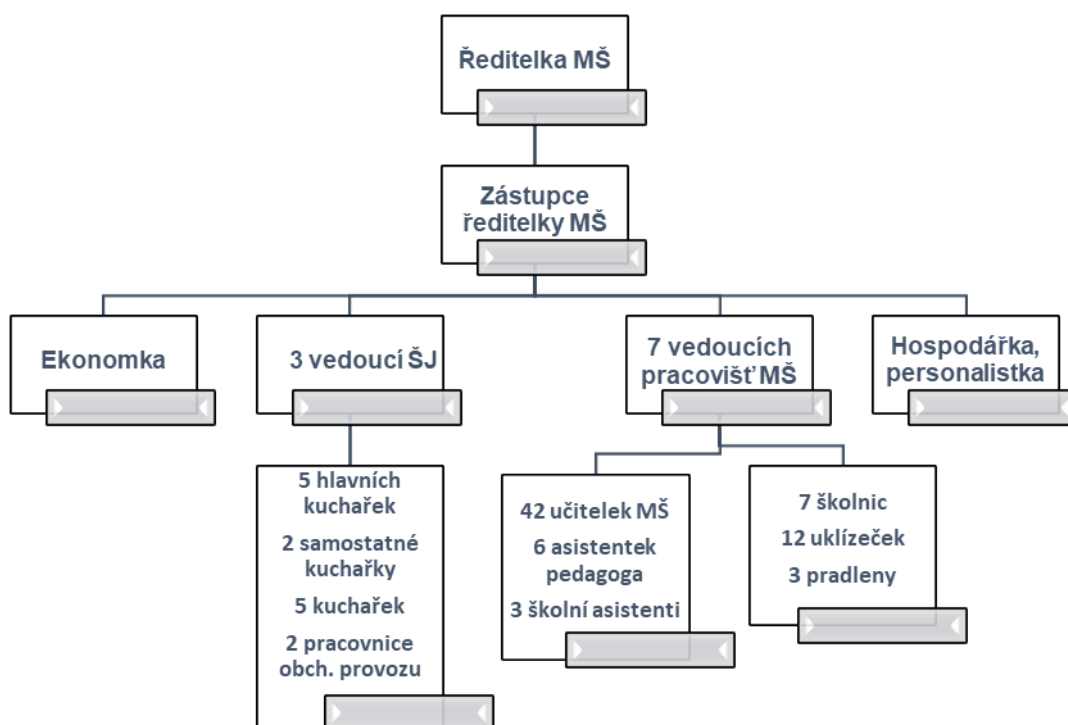 Ředitelka MŠ
Zástupce
ředitelky MŠ
Ekonomka
3 vedoucí ŠJ
7 vedoucích
pracovišť MŠ
Hospodářka,
personalistka
5 hlavních
kuchařek
2 samostatné
kuchařky
5 kuchařek
2 pracovnice
obch. provozu
42 učitelek MŠ
6 asistentek
pedagoga
3 školní asistenti
7 školnic
12 uklízeček
3 pradleny